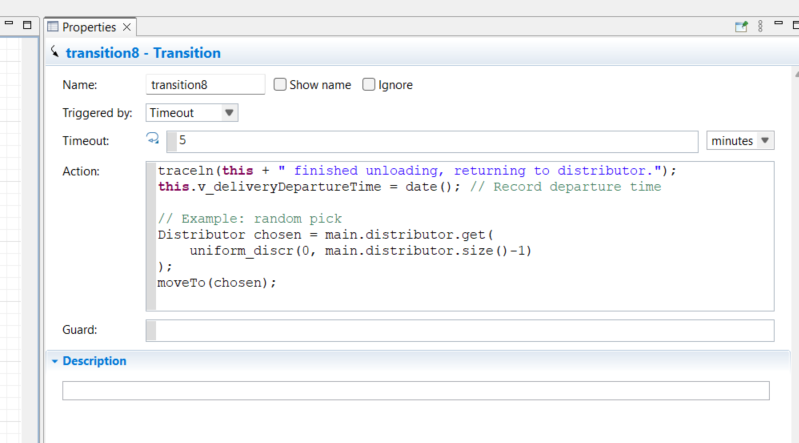 Properties
transition8 - Transition
Name: transition8 Show name Ignore
Triggered by: Timeout
Timeout: 5 minutes
Action: traceln(this + " finished unloading, returning to distributor.");
this.v_deliveryDepartureTime = date(); // Record departure time
// Example: random pick
Distributor chosen = main.distributor.get(
uniform_discr(0, main.distributor.size()-1)
);
moveTo(chosen);
Guard:
Description